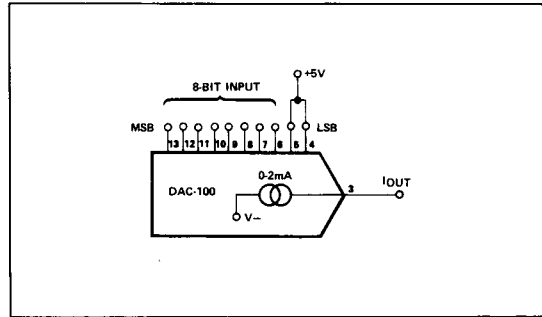 +5V
8-BIT INPUT
MSB
LSB
13 12 11 10 9 8 7 6 5 4
DAC-100
0-2mA
3
IOUT
V−